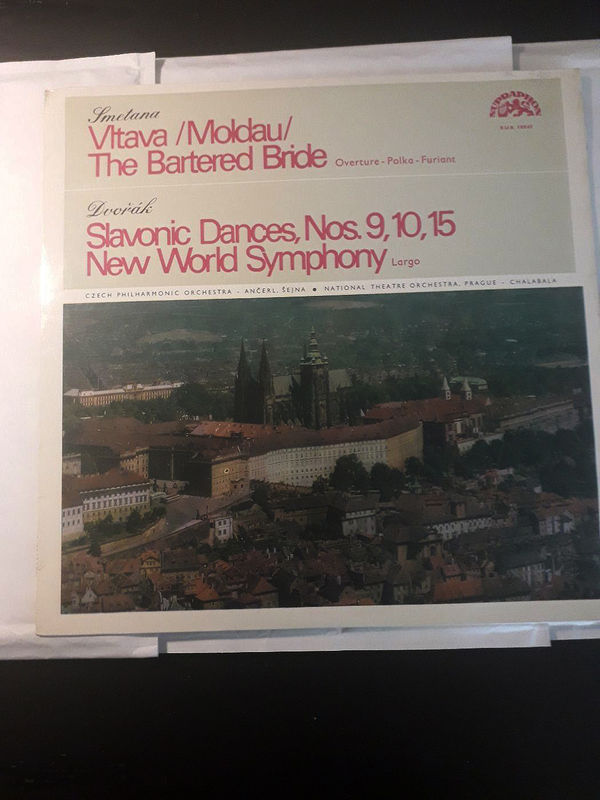 Smetana
SUPRAPHON
Vltava /Moldau/
The Bartered Bride Overture - Polka - Furiant
Dvořák
Slavonic Dances, Nos. 9, 10, 15
New World Symphony Largo
CZECH PHILHARMONIC ORCHESTRA - ANČERL, ŠEJNA ● NATIONAL THEATRE ORCHESTRA, PRAGUE - CHALABALA